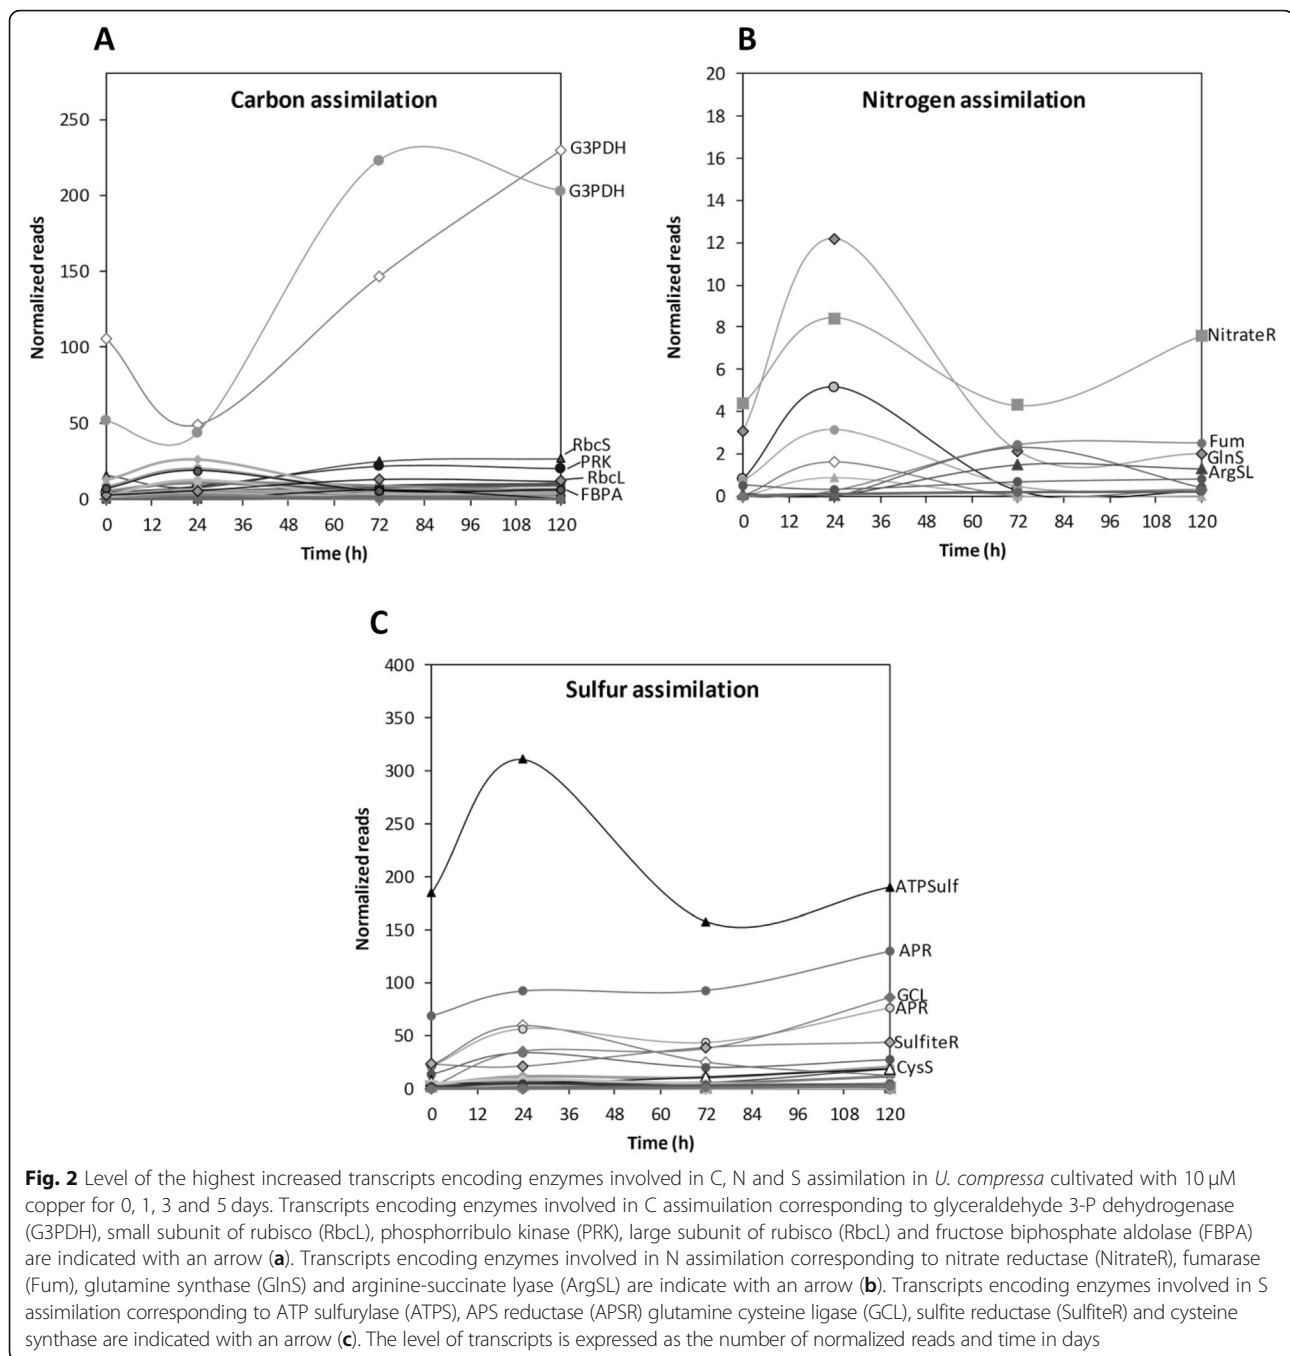 A
Carbon assimilation
Normalized reads
250
200
150
100
50
0
G3PDH
G3PDH
RbcS
PRK
RbcL
FBPA
0 12 24 36 48 60 72 84 96 108 120
Time (h)
B
Nitrogen assimilation
Normalized reads
20
18
16
14
12
10
8
6
4
2
0
NitrateR
Fum
GlnS
ArgSL
0 12 24 36 48 60 72 84 96 108 120
Time (h)
C
Sulfur assimilation
Normalized reads
400
350
300
250
200
150
100
50
0
ATPSulf
APR
GCL
APR
SulfiteR
CysS
0 12 24 36 48 60 72 84 96 108 120
Time (h)
Fig. 2 Level of the highest increased transcripts encoding enzymes involved in C, N and S assimilation in U. compressa cultivated with 10 μM
copper for 0, 1, 3 and 5 days. Transcripts encoding enzymes involved in C assimuilation corresponding to glyceraldehyde 3-P dehydrogenase
(G3PDH), small subunit of rubisco (RbcL), phosphorribulo kinase (PRK), large subunit of rubisco (RbcL) and fructose biphosphate aldolase (FBPA)
are indicated with an arrow (a). Transcripts encoding enzymes involved in N assimilation corresponding to nitrate reductase (NitrateR), fumarase
(Fum), glutamine synthase (GlnS) and arginine-succinate lyase (ArgSL) are indicate with an arrow (b). Transcripts encoding enzymes involved in S
assimilation corresponding to ATP sulfurylase (ATPS), APS reductase (APSR) glutamine cysteine ligase (GCL), sulfite reductase (SulfiteR) and cysteine
synthase are indicated with an arrow (c). The level of transcripts is expressed as the number of normalized reads and time in days